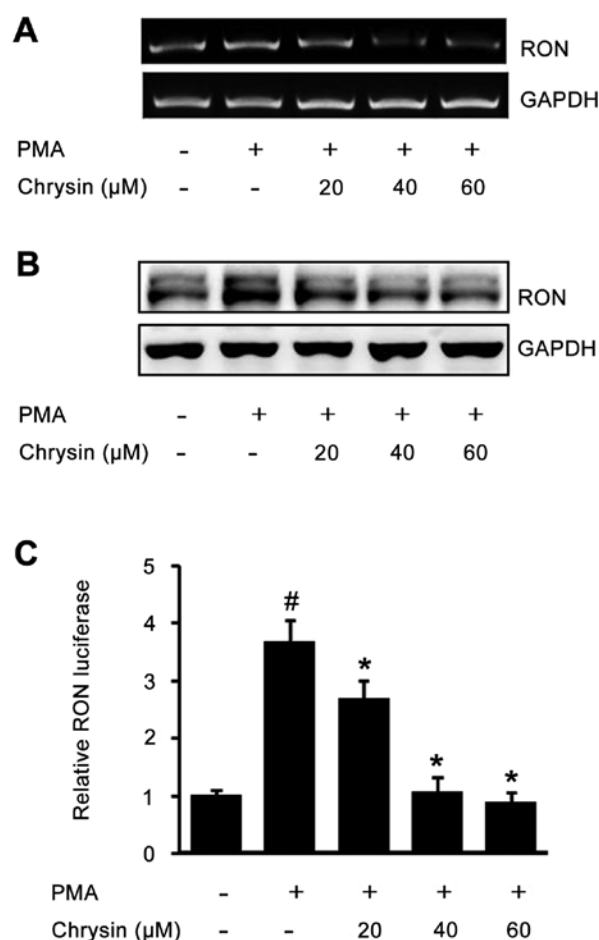 A
RON
GAPDH
PMA - + + + +
Chrysin (μM) - - 20 40 60
B
RON
GAPDH
PMA - + + + +
Chrysin (μM) - - 20 40 60
C
Relative RON luciferase
5
4
3
2
1
0
#
*
*
*
PMA - + + + +
Chrysin (μM) - - 20 40 60